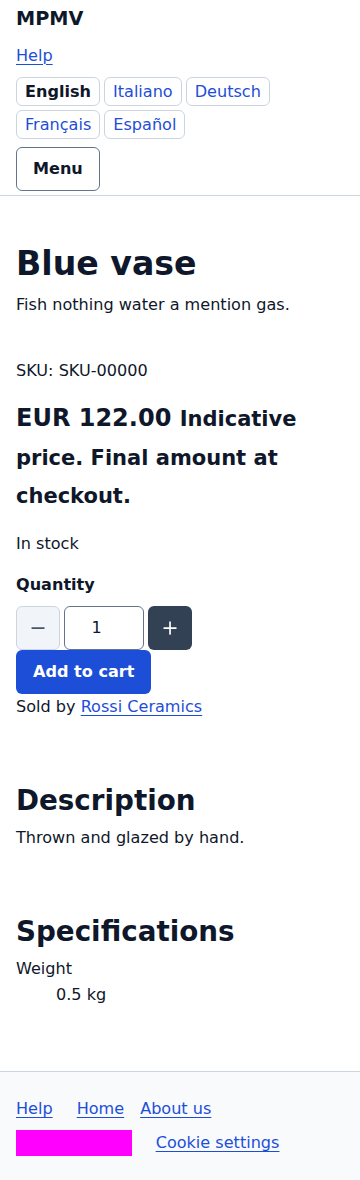 MPMV
Help
English Italiano Deutsch
Français Español
Menu
Blue vase
Fish nothing water a mention gas.
SKU: SKU-00000
EUR 122.00 Indicative
price. Final amount at
checkout.
In stock
Quantity
− 1 +
Add to cart
Sold by Rossi Ceramics
Description
Thrown and glazed by hand.
Specifications
Weight
0.5 kg
Help Home About us
Cookie settings